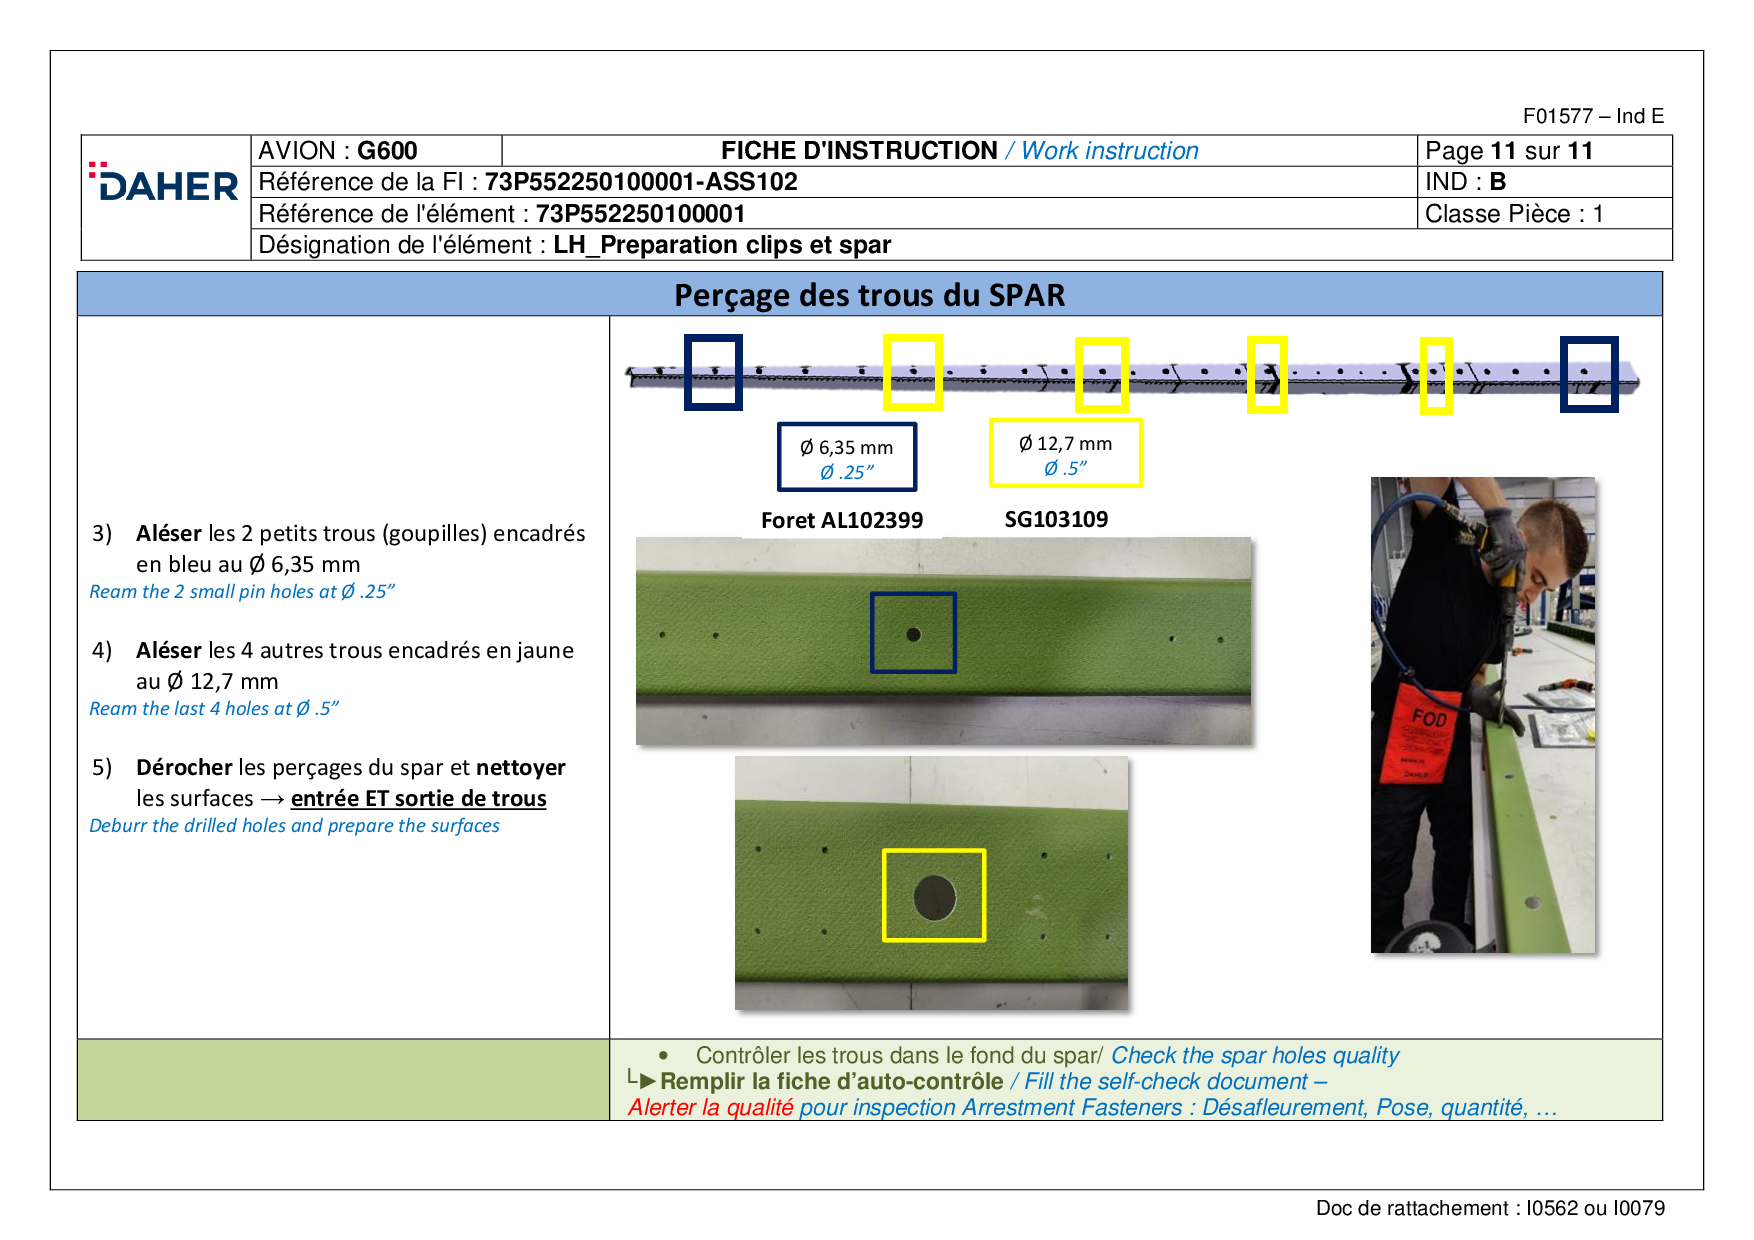 F01577 – Ind E
DAHER
AVION : G600
FICHE D'INSTRUCTION / Work instruction
Page 11 sur 11
Référence de la FI : 73P552250100001-ASS102
IND : B
Référence de l'élément : 73P552250100001
Classe Pièce : 1
Désignation de l'élément : LH_Preparation clips et spar
Perçage des trous du SPAR
3) Aléser les 2 petits trous (goupilles) encadrés
en bleu au Ø 6,35 mm
Ream the 2 small pin holes at Ø .25”
4) Aléser les 4 autres trous encadrés en jaune
au Ø 12,7 mm
Ream the last 4 holes at Ø .5”
5) Dérocher les perçages du spar et nettoyer
les surfaces → entrée ET sortie de trous
Deburr the drilled holes and prepare the surfaces
Ø 6,35 mm
Ø .25”
Ø 12,7 mm
Ø .5”
Foret AL102399
SG103109
FOD
DAHER
• Contrôler les trous dans le fond du spar/ Check the spar holes quality
└►Remplir la fiche d’auto-contrôle / Fill the self-check document –
Alerter la qualité pour inspection Arrestment Fasteners : Désafleurement, Pose, quantité, …
Doc de rattachement : I0562 ou I0079